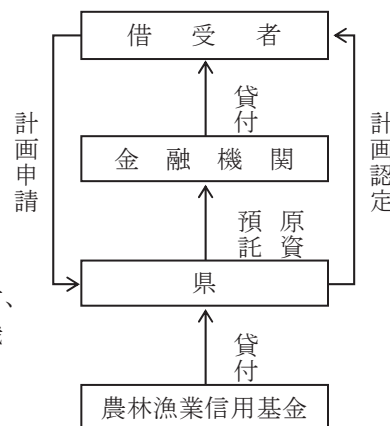 借受者
貸付
計画申請
計画認定
金融機関
原資
預託
県
、
貸付
農林漁業信用基金